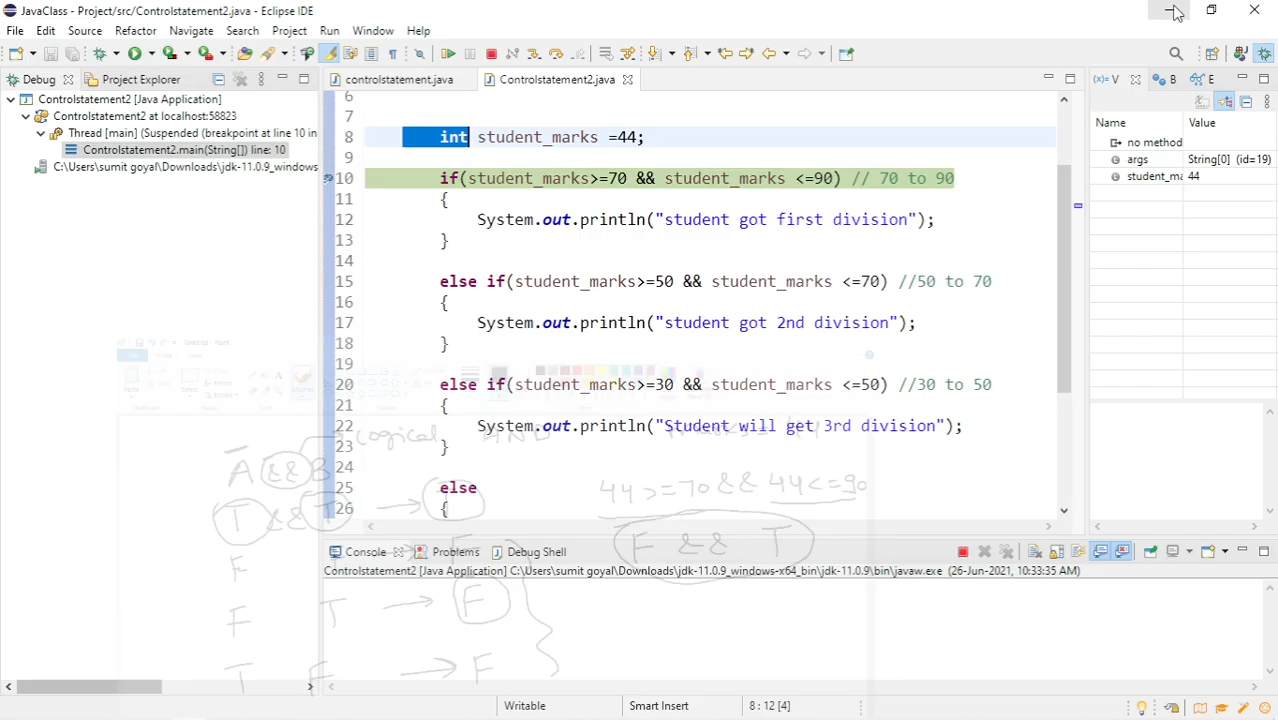 JavaClass - Project/src/Controlstatement2.java - Eclipse IDE
File Edit Source Refactor Navigate Search Project Run Window Help
Debug Project Explorer
controlstatement.java Controlstatement2.java
(x)= V B E
Controlstatement2 [Java Application]
Controlstatement2 at localhost:58823
Thread [main] (Suspended (breakpoint at line 10 in
Controlstatement2.main(String[]) line: 10
C:\Users\sumit goyal\Downloads\jdk-11.0.9_windows
6
7
8 int student_marks =44;
9
10 if(student_marks>=70 && student_marks <=90) // 70 to 90
11 {
12 System.out.println("student got first division");
13 }
14
15 else if(student_marks>=50 && student_marks <=70) //50 to 70
16 {
17 System.out.println("student got 2nd division");
18 }
19
20 else if(student_marks>=30 && student_marks <=50) //30 to 50
21 {
22 System.out.println("Student will get 3rd division");
23 }
24
25 else
26 {
Name Value
no method
args String[0] (id=19)
student_ma 44
Untitled - Paint
Logical AND
A && B
T && T → T
F
F T → F
T F → F
44>=70 && 44<=90
F && T
Console Problems Debug Shell
Controlstatement2 [Java Application] C:\Users\sumit goyal\Downloads\jdk-11.0.9_windows-x64_bin\jdk-11.0.9\bin\javaw.exe (26-Jun-2021, 10:33:35 AM)
Writable Smart Insert 8 : 12 [4]